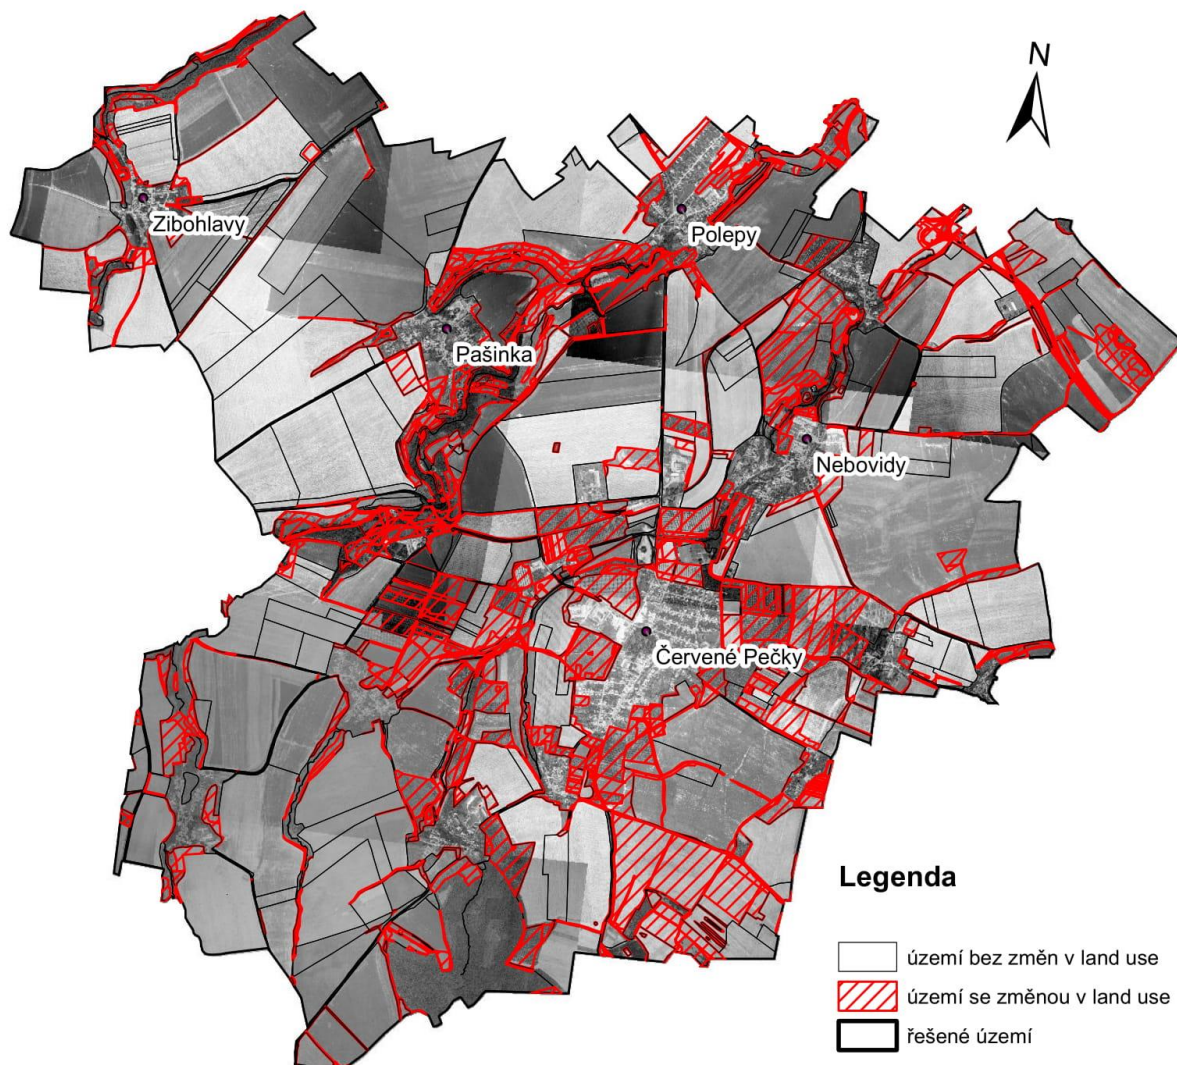 N
Zibohlavy
Polepy
Pašinka
Nebovidy
Červené Pečky
Legenda
území bez změn v land use
území se změnou v land use
řešené území